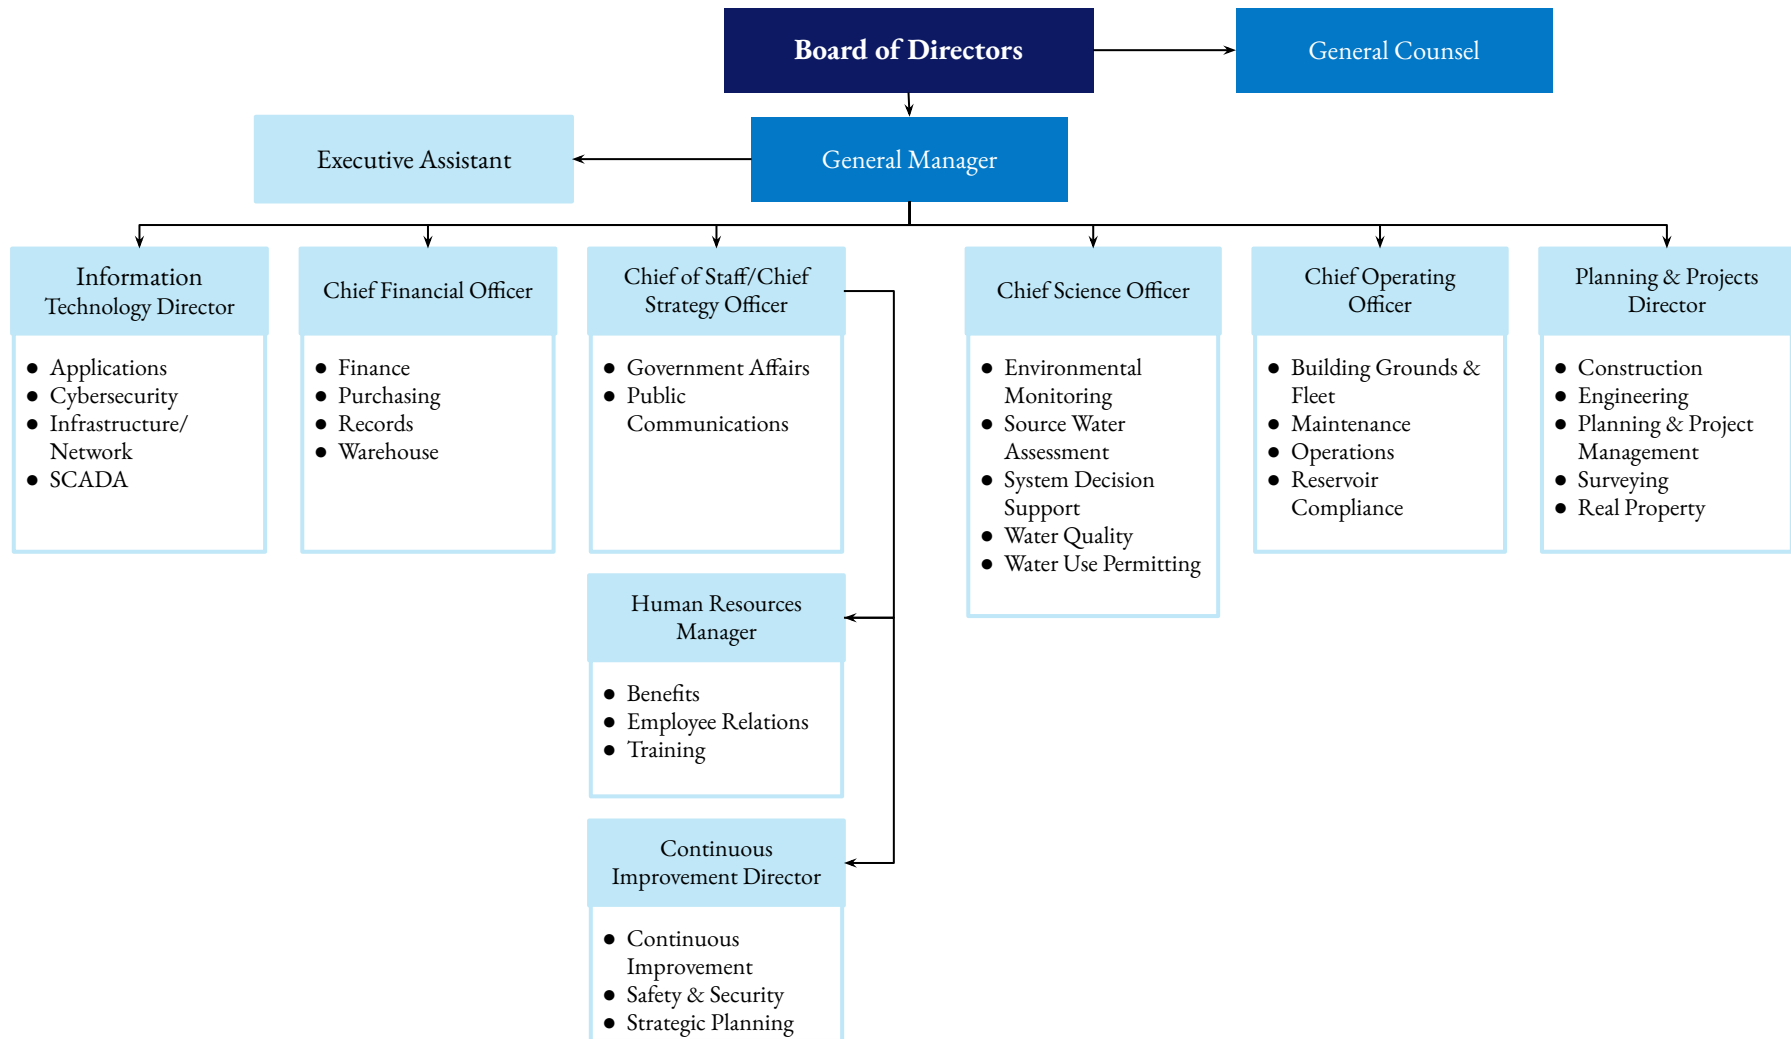 Board of Directors
General Counsel
Executive Assistant
General Manager
Information
Technology Director
● Applications
● Cybersecurity
● Infrastructure/
Network
● SCADA
Chief Financial Officer
● Finance
● Purchasing
● Records
● Warehouse
Chief of Staff/Chief
Strategy Officer
● Government Affairs
● Public
Communications
Human Resources
Manager
● Benefits
● Employee Relations
● Training
Continuous
Improvement Director
● Continuous
Improvement
● Safety & Security
● Strategic Planning
Chief Science Officer
● Environmental
Monitoring
● Source Water
Assessment
● System Decision
Support
● Water Quality
● Water Use Permitting
Chief Operating
Officer
● Building Grounds &
Fleet
● Maintenance
● Operations
● Reservoir
Compliance
Planning & Projects
Director
● Construction
● Engineering
● Planning & Project
Management
● Surveying
● Real Property